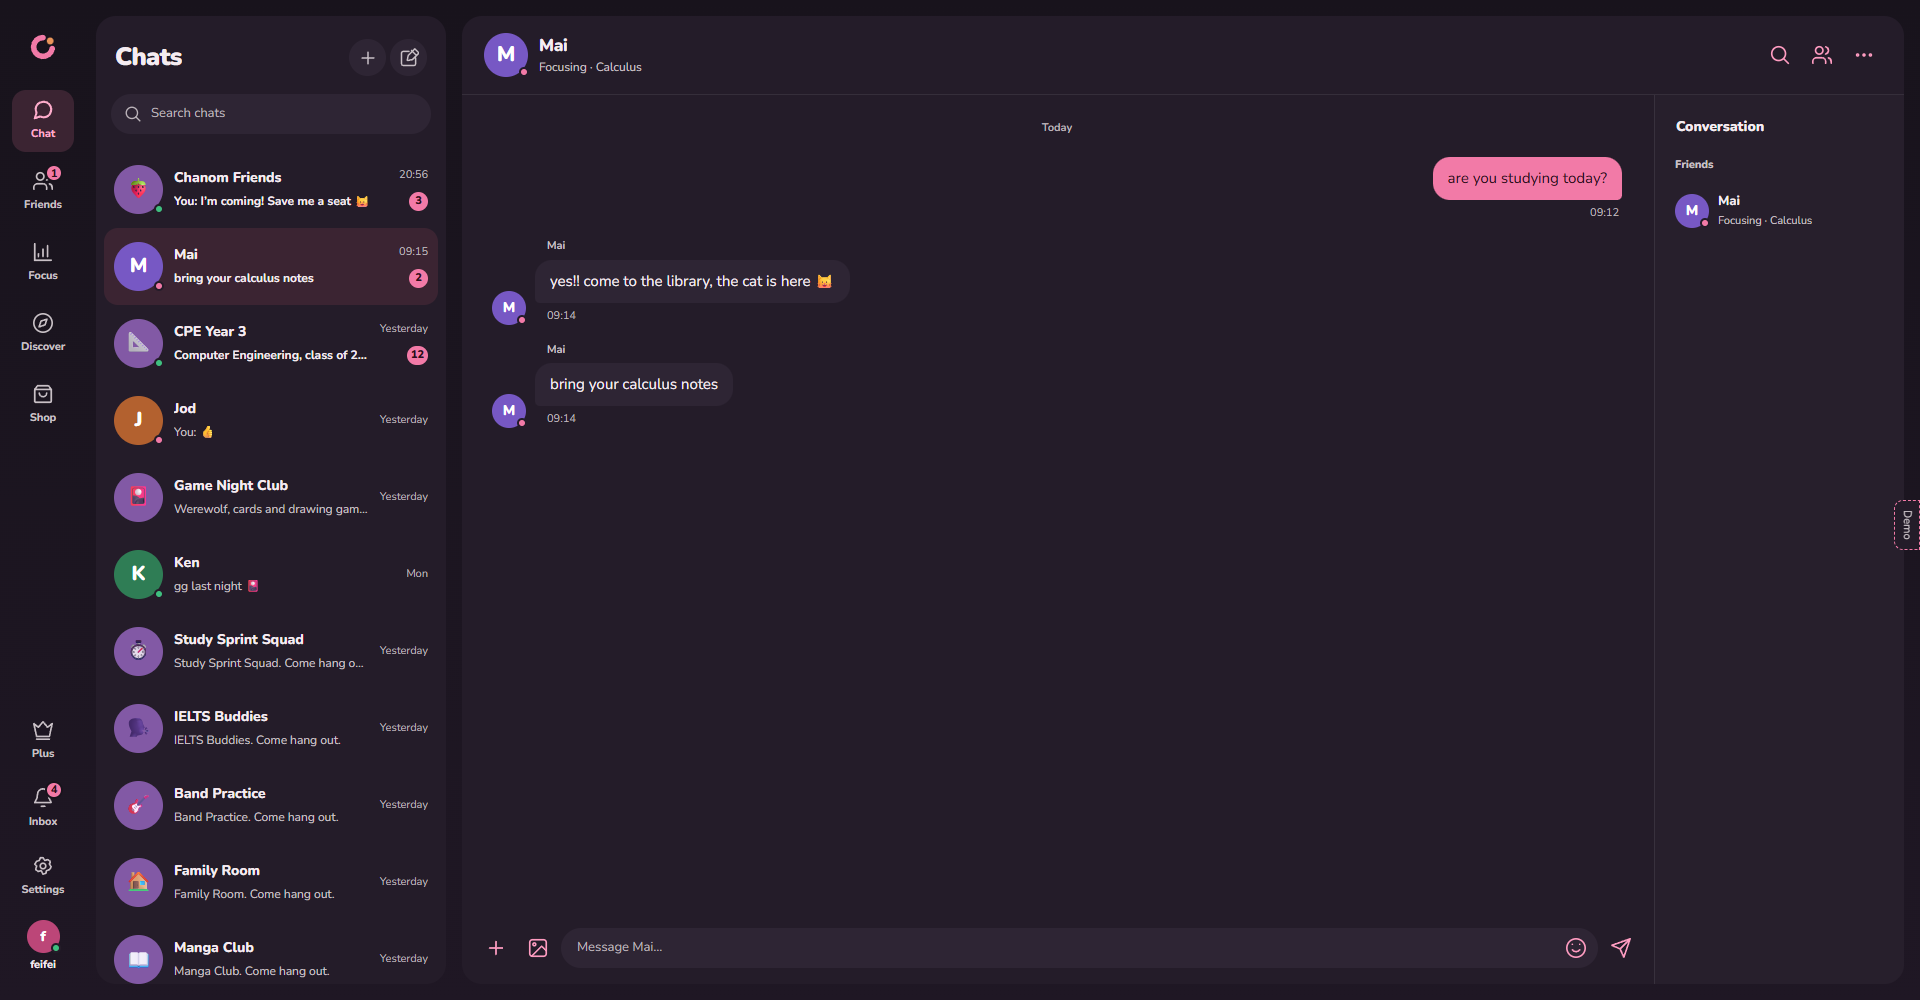 Chat
1
Friends
Focus
Discover
Shop
Plus
4
Inbox
Settings
f
feifei
Chats
Search chats
Chanom Friends
20:56
You: I'm coming! Save me a seat 🐱
3
M
Mai
09:15
bring your calculus notes
2
CPE Year 3
Yesterday
Computer Engineering, class of 2...
12
J
Jod
Yesterday
You: 👍
Game Night Club
Yesterday
Werewolf, cards and drawing gam...
K
Ken
Mon
gg last night 🎴
Study Sprint Squad
Yesterday
Study Sprint Squad. Come hang o...
IELTS Buddies
Yesterday
IELTS Buddies. Come hang out.
Band Practice
Yesterday
Band Practice. Come hang out.
Family Room
Yesterday
Family Room. Come hang out.
Manga Club
Yesterday
Manga Club. Come hang out.
M
Mai
Focusing · Calculus
Today
are you studying today?
09:12
Mai
yes!! come to the library, the cat is here 🐱
M
09:14
Mai
bring your calculus notes
M
09:14
Message Mai...
Conversation
Friends
M
Mai
Focusing · Calculus
Demo